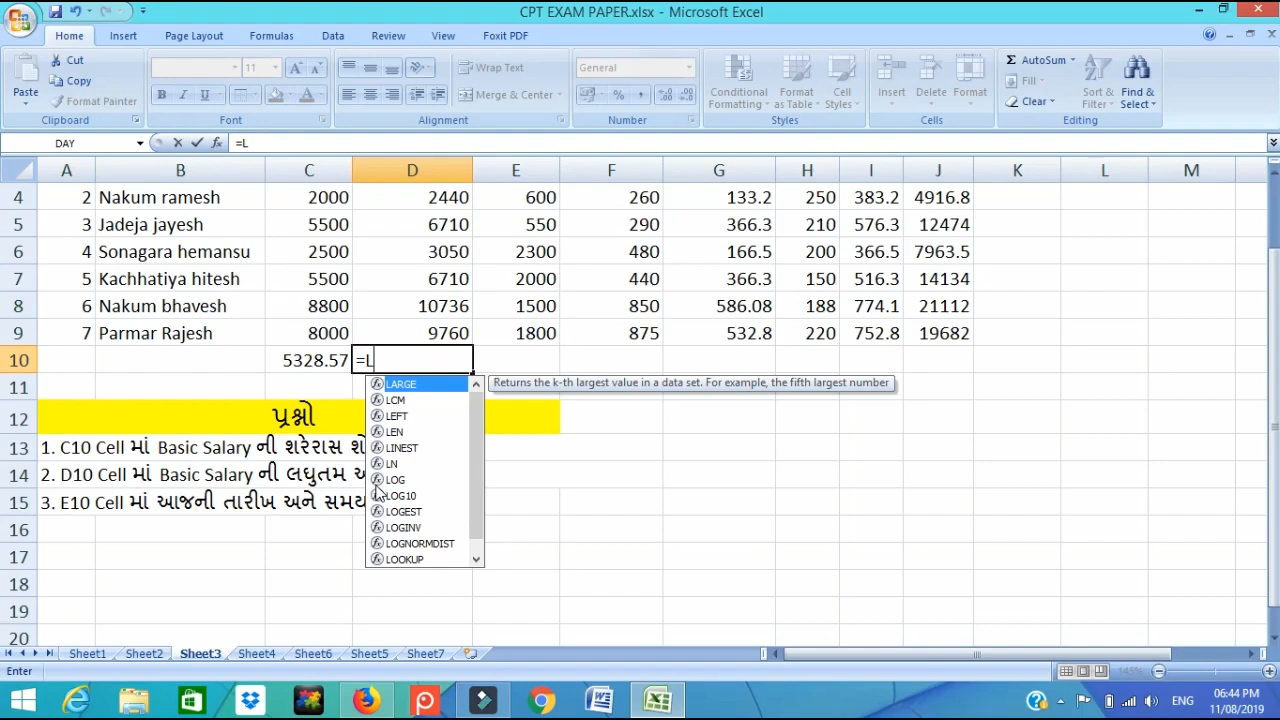 CPT EXAM PAPER.xlsx - Microsoft Excel
Home Insert Page Layout Formulas Data Review View Foxit PDF
Paste Cut Copy Format Painter
Clipboard
11
B I U A
Font
Wrap Text
Merge & Center
Alignment
General
% ,
Number
Conditional Formatting Format as Table Cell Styles
Styles
Insert Delete Format
Cells
Σ AutoSum Fill Clear Sort & Filter Find & Select
Editing
DAY =L
A B C D E F G H I J K L M
4 2 Nakum ramesh 2000 2440 600 260 133.2 250 383.2 4916.8
5 3 Jadeja jayesh 5500 6710 550 290 366.3 210 576.3 12474
6 4 Sonagara hemansu 2500 3050 2300 480 166.5 200 366.5 7963.5
7 5 Kachhatiya hitesh 5500 6710 2000 440 366.3 150 516.3 14134
8 6 Nakum bhavesh 8800 10736 1500 850 586.08 188 774.1 21112
9 7 Parmar Rajesh 8000 9760 1800 875 532.8 220 752.8 19682
10 5328.57 =L
11
12 પ્રશ્નો
13 1. C10 Cell માં Basic Salary ની શરેરાસ
14 2. D10 Cell માં Basic Salary ની લઘુતમ
15 3. E10 Cell માં આજની તારીખ અને સમય
16
17
18
19
20
LARGE
LCM
LEFT
LEN
LINEST
LN
LOG
LOG10
LOGEST
LOGINV
LOGNORMDIST
LOOKUP
Returns the k-th largest value in a data set. For example, the fifth largest number
Sheet1 Sheet2 Sheet3 Sheet4 Sheet6 Sheet5 Sheet7
Enter 145%
ENG 06:44 PM
11/08/2019